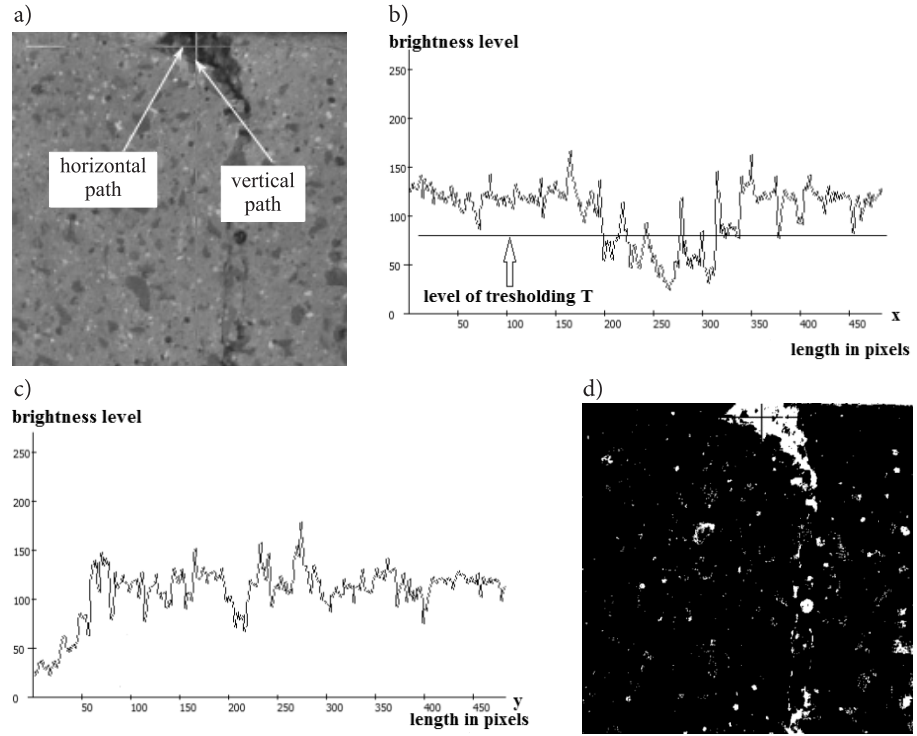 a)
horizontal
path
vertical
path
b)
brightness level
250
200
150
100
50
0
level of tresholding T
50
100
150
200
250
300
350
400
450
x
length in pixels
c)
brightness level
250
200
150
100
50
0
50
100
150
200
250
300
350
400
450
y
length in pixels
d)